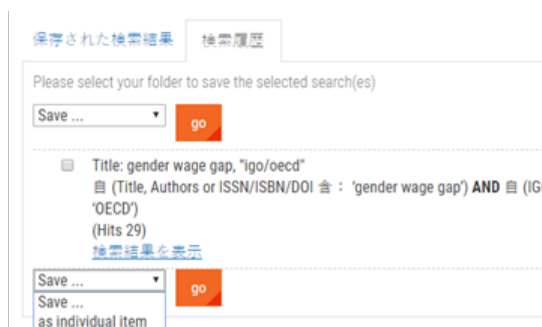 保存された検索結果 検索履歴
Please select your folder to save the selected search(es)
Save ... go
Title: gender wage gap, "igo/oecd"
自 (Title, Authors or ISSN/ISBN/DOI 含： 'gender wage gap') AND 自 (IG
'OECD')
(Hits 29)
検索結果を表示
Save ... go
Save ...
as individual item